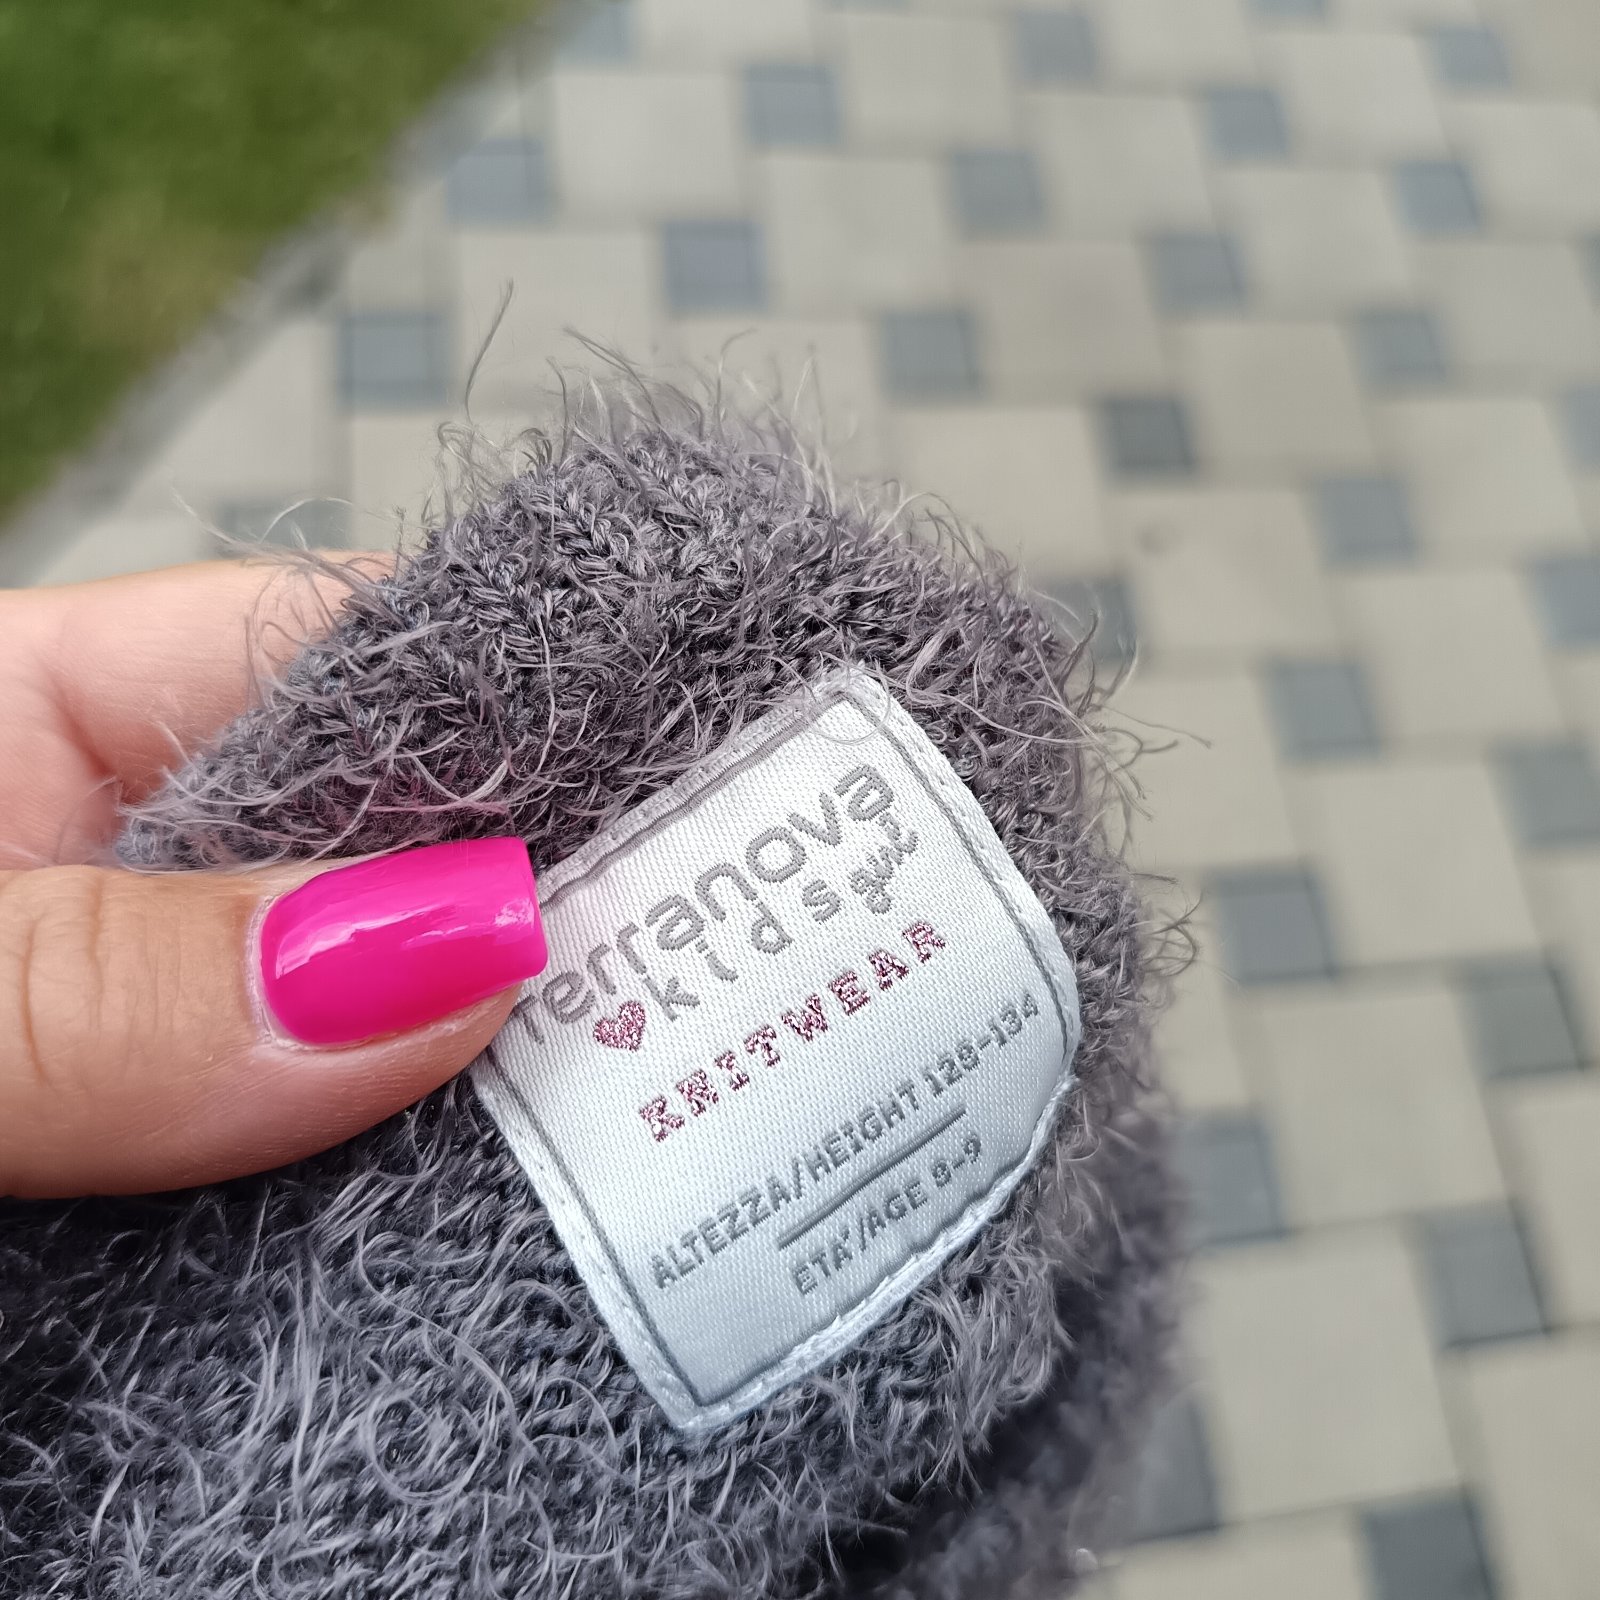 terranova
kids girl
KNITWEAR
ALTEZZA/HEIGHT 128-134
ETA'/AGE 8-9